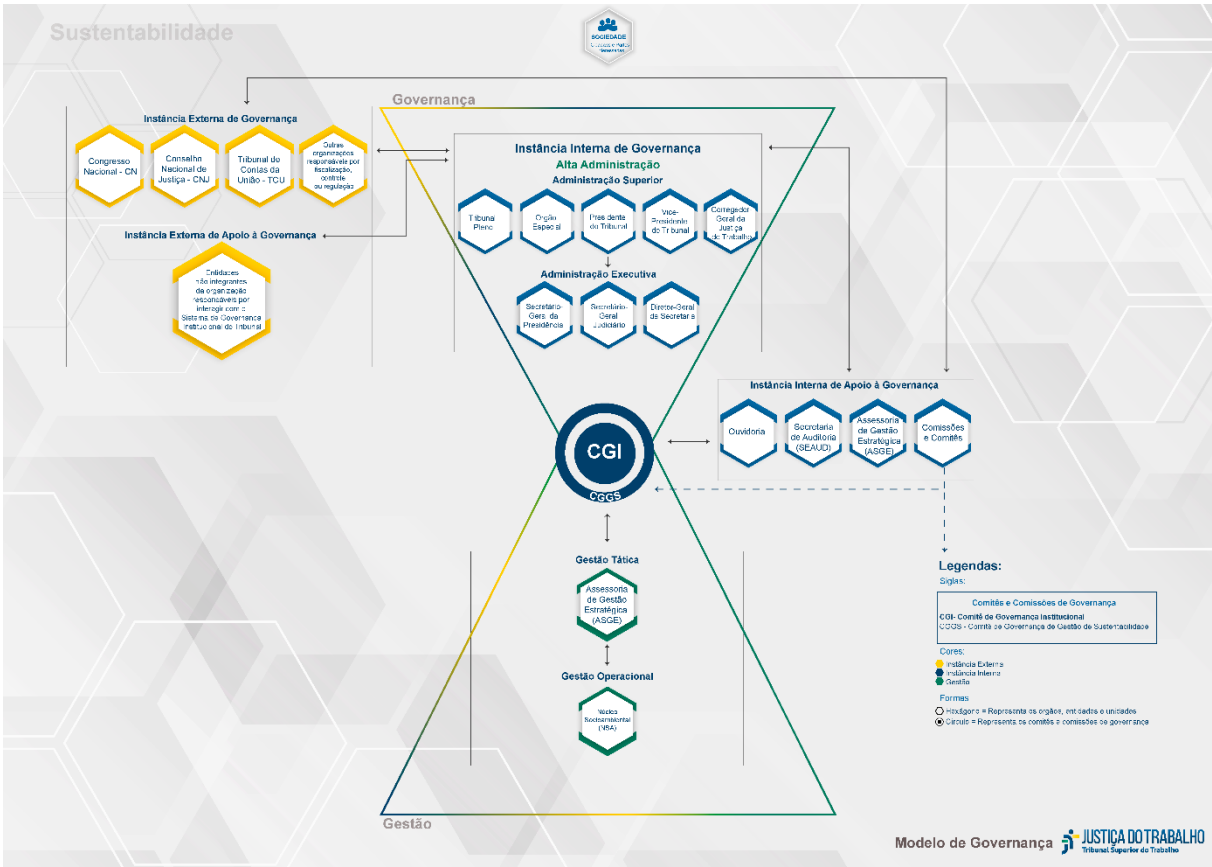 Sustentabilidade
SOCIEDADE
Governança
Instância Externa de Governança
Congresso
Nacional - CN
Conselho
Nacional de
Justiça - CNJ
Tribunal de
Contas da
União - TCU
Outras
organizações
responsáveis por
fiscalização,
controle
ou regulação
Instância Externa de Apoio à Governança
Entidades
não integrantes
da organização
responsáveis por
interagir com o
Sistema de Governança
Institucional do Tribunal
Instância Interna de Governança
Alta Administração
Administração Superior
Tribunal
Pleno
Órgão
Especial
Presidente
do Tribunal
Vice-
Presidente
do Tribunal
Corregedor
Geral da
Justiça
do Trabalho
Administração Executiva
Secretário-
Geral da
Presidência
Secretário-
Geral
Judiciário
Diretor-Geral
da Secretaria
Instância Interna de Apoio à Governança
Ouvidoria
Secretaria
de Auditoria
(SEAUD)
Assessoria
de Gestão
Estratégica
(ASGE)
Comissões
e Comitês
CGI
CGGS
Gestão Tática
Assessoria
de Gestão
Estratégica
(ASGE)
Gestão Operacional
Núcleo
Socioambiental
(NSA)
Gestão
Legendas:
Siglas:
Comitês e Comissões de Governança
CGI- Comitê de Governança Institucional
CGGS - Comitê de Governança de Gestão de Sustentabilidade
Cores:
Instância Externa
Instância Interna
Gestão
Formas
Hexágono = Representa os órgãos, entidades e unidades
Círculo = Representa os comitês e comissões de governança
Modelo de Governança
JUSTIÇA DO TRABALHO
Tribunal Superior do Trabalho